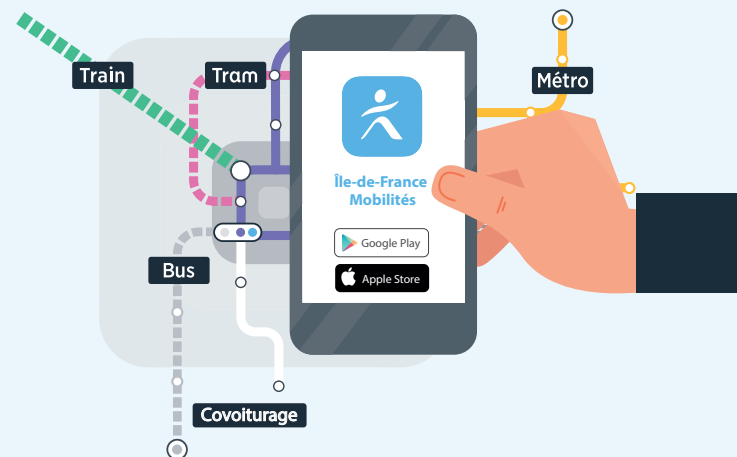 Train
Tram
Métro
Île-de-France
Mobilités
Google Play
Apple Store
Bus
Covoiturage